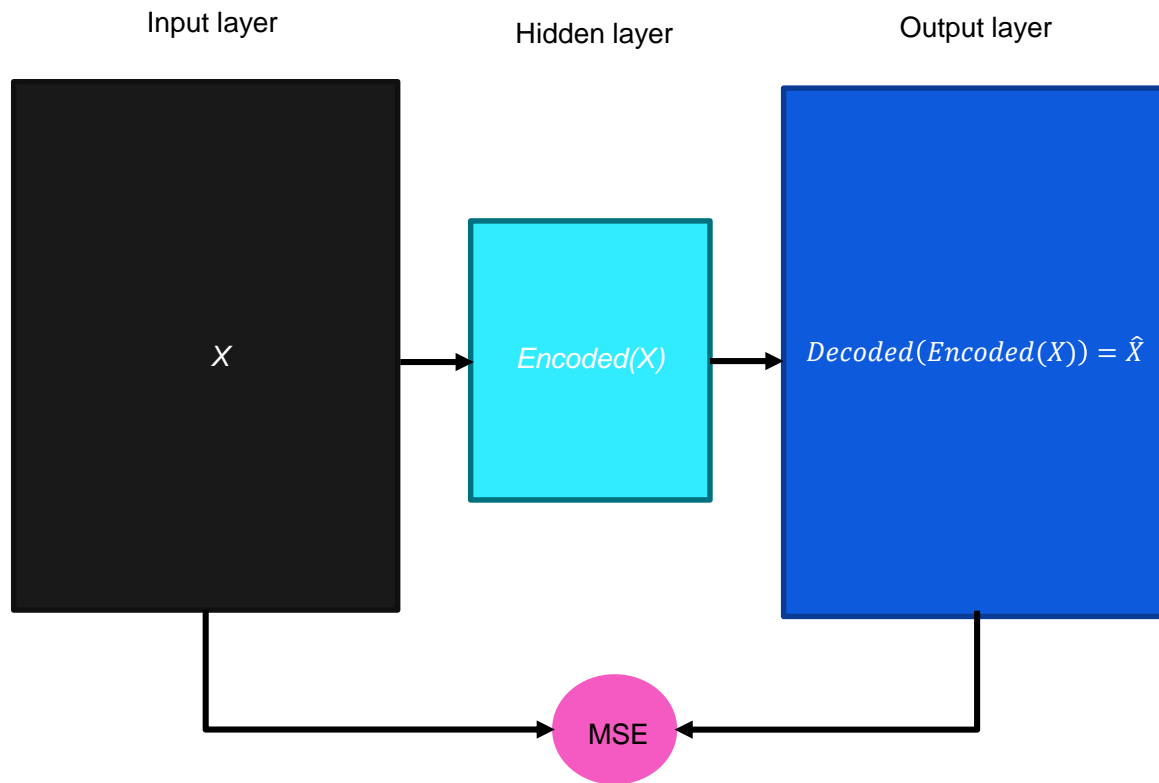 Input layer
Hidden layer
Output layer
X
Encoded(X)
Decoded(Encoded(X)) = X̂
MSE